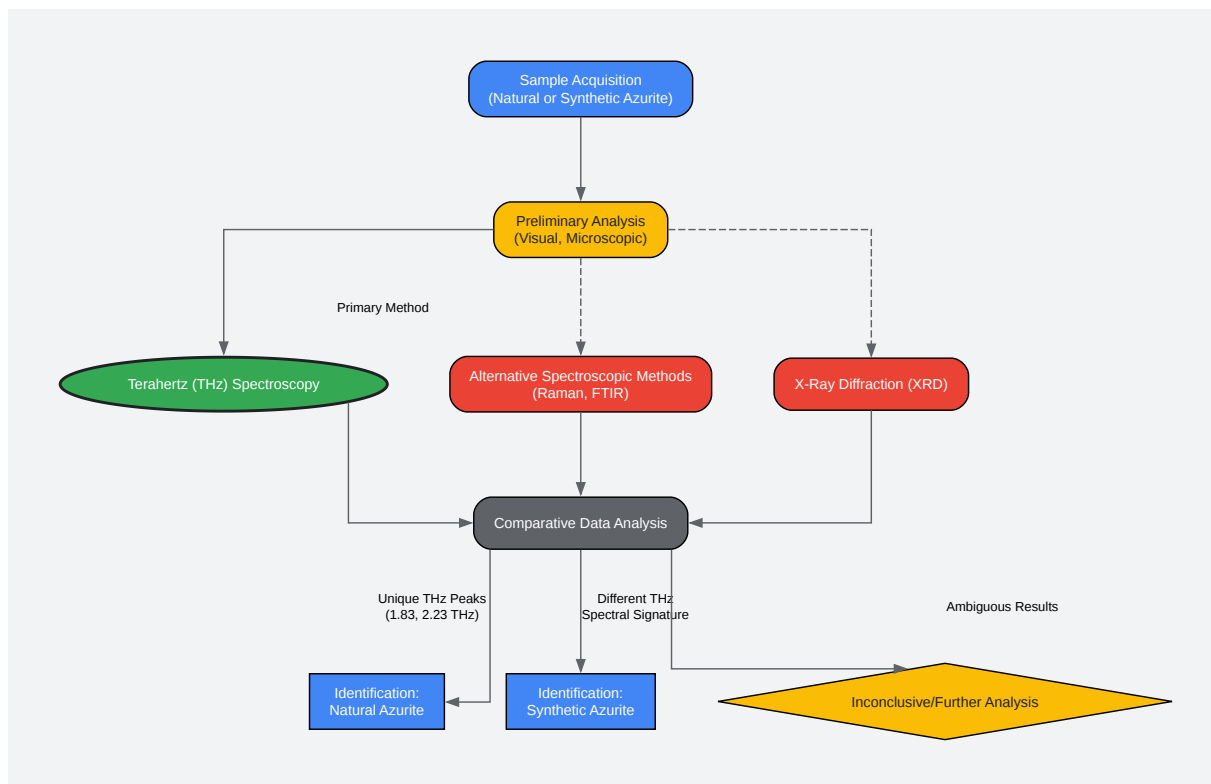 Sample Acquisition
(Natural or Synthetic Azurite)
Preliminary Analysis
(Visual, Microscopic)
Primary Method
Terahertz (THz) Spectroscopy
Alternative Spectroscopic Methods
(Raman, FTIR)
X-Ray Diffraction (XRD)
Comparative Data Analysis
Unique THz Peaks
(1.83, 2.23 THz)
Different THz
Spectral Signature
Ambiguous Results
Identification:
Natural Azurite
Identification:
Synthetic Azurite
Inconclusive/Further Analysis